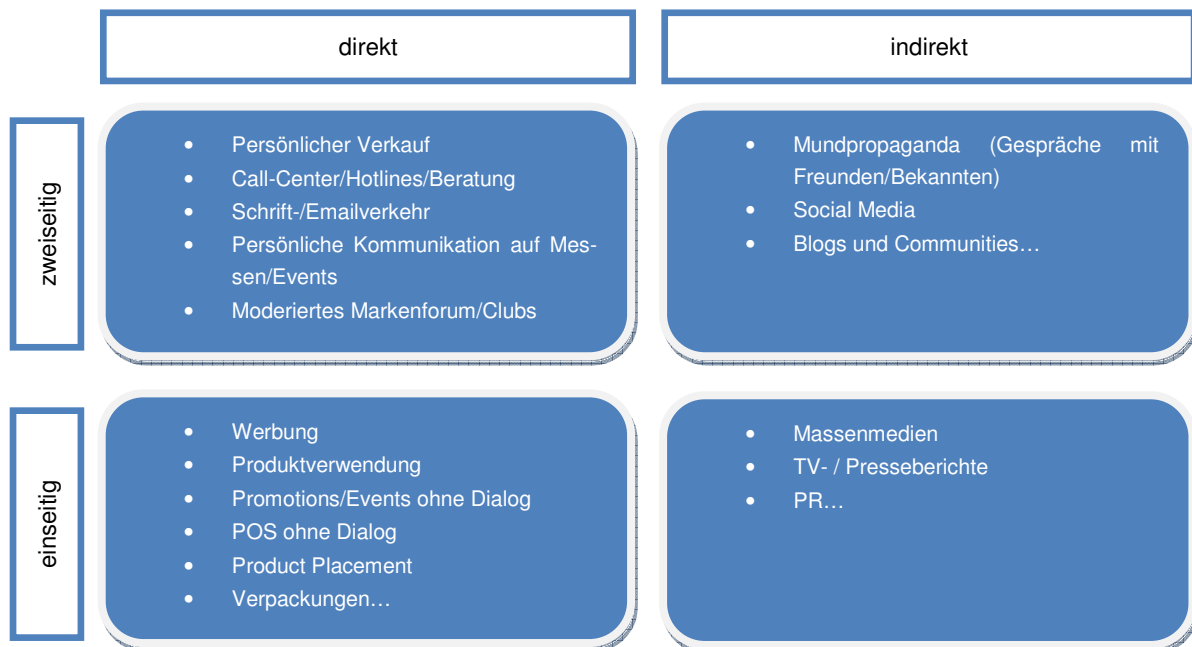 direkt
indirekt
zweiseitig
• Persönlicher Verkauf
• Call-Center/Hotlines/Beratung
• Schrift-/Emailverkehr
• Persönliche Kommunikation auf Mes-
sen/Events
• Moderiertes Markenforum/Clubs
• Mundpropaganda (Gespräche mit
Freunden/Bekannten)
• Social Media
• Blogs und Communities…
einseitig
• Werbung
• Produktverwendung
• Promotions/Events ohne Dialog
• POS ohne Dialog
• Product Placement
• Verpackungen…
• Massenmedien
• TV- / Presseberichte
• PR…